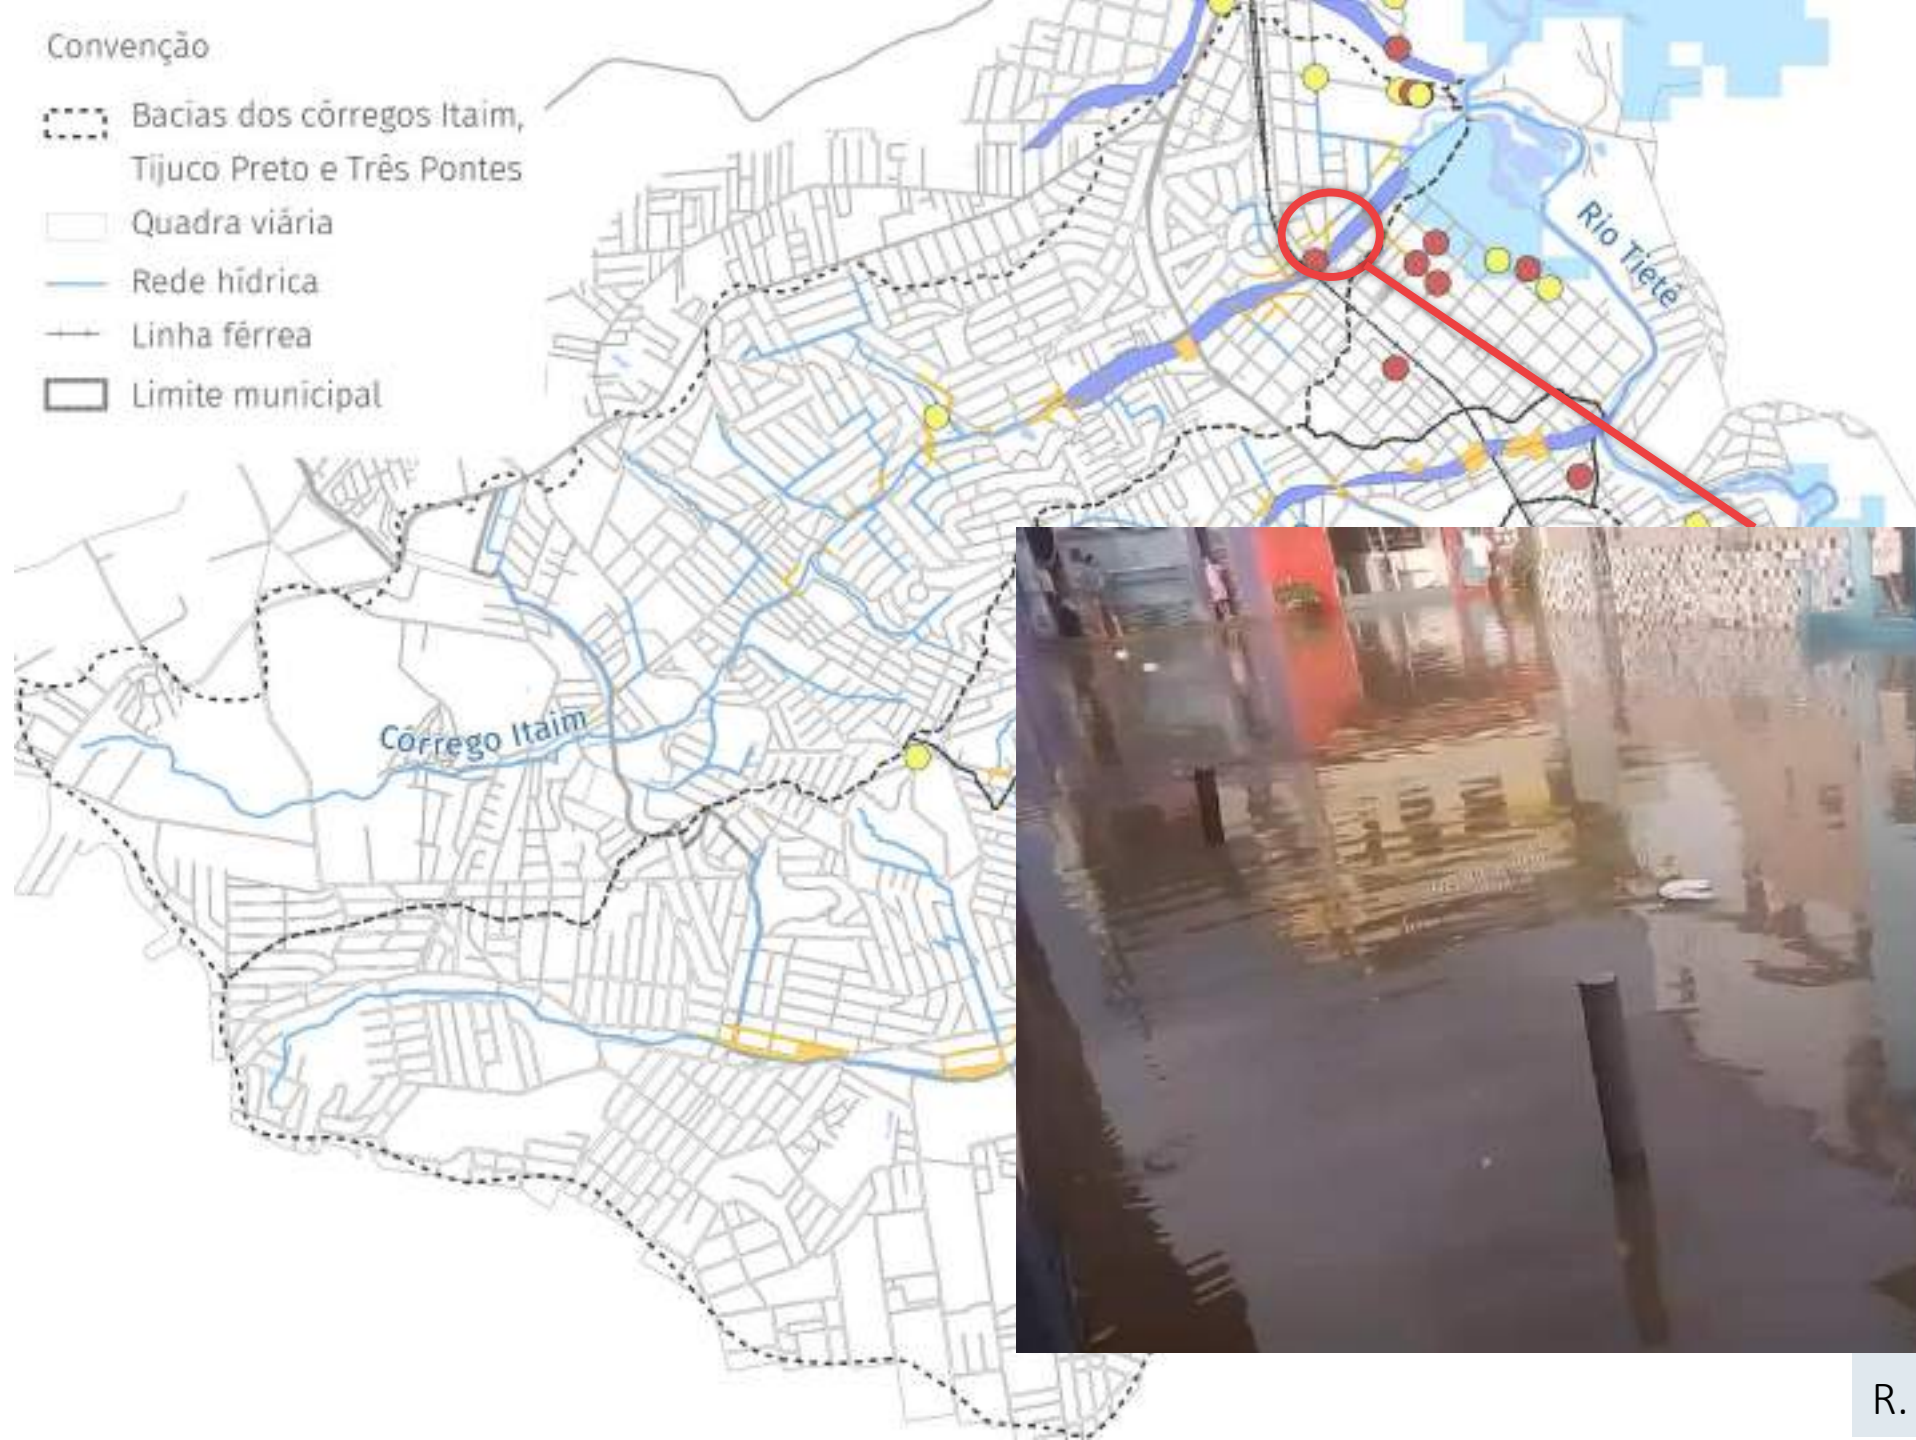 Convenção
Bacias dos córregos Itaim,
Tijuco Preto e Três Pontes
Quadra viária
Rede hídrica
Linha férrea
Limite municipal
Rio Tietê
Córrego Itaim
R.